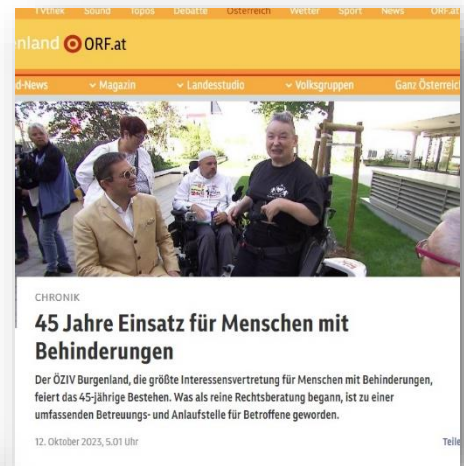 TVthek Sound Topos Debatte Österreich Wetter Sport News ORF.at
enland ORF.at
d-News Magazin Landesstudio Volksgruppen Ganz Österreich
CHRONIK
45 Jahre Einsatz für Menschen mit
Behinderungen
Der ÖZIV Burgenland, die größte Interessensvertretung für Menschen mit Behinderungen,
feiert das 45-jährige Bestehen. Was als reine Rechtsberatung begann, ist zu einer
umfassenden Betreuungs- und Anlaufstelle für Betroffene geworden.
12. Oktober 2023, 5.01 Uhr
Teile